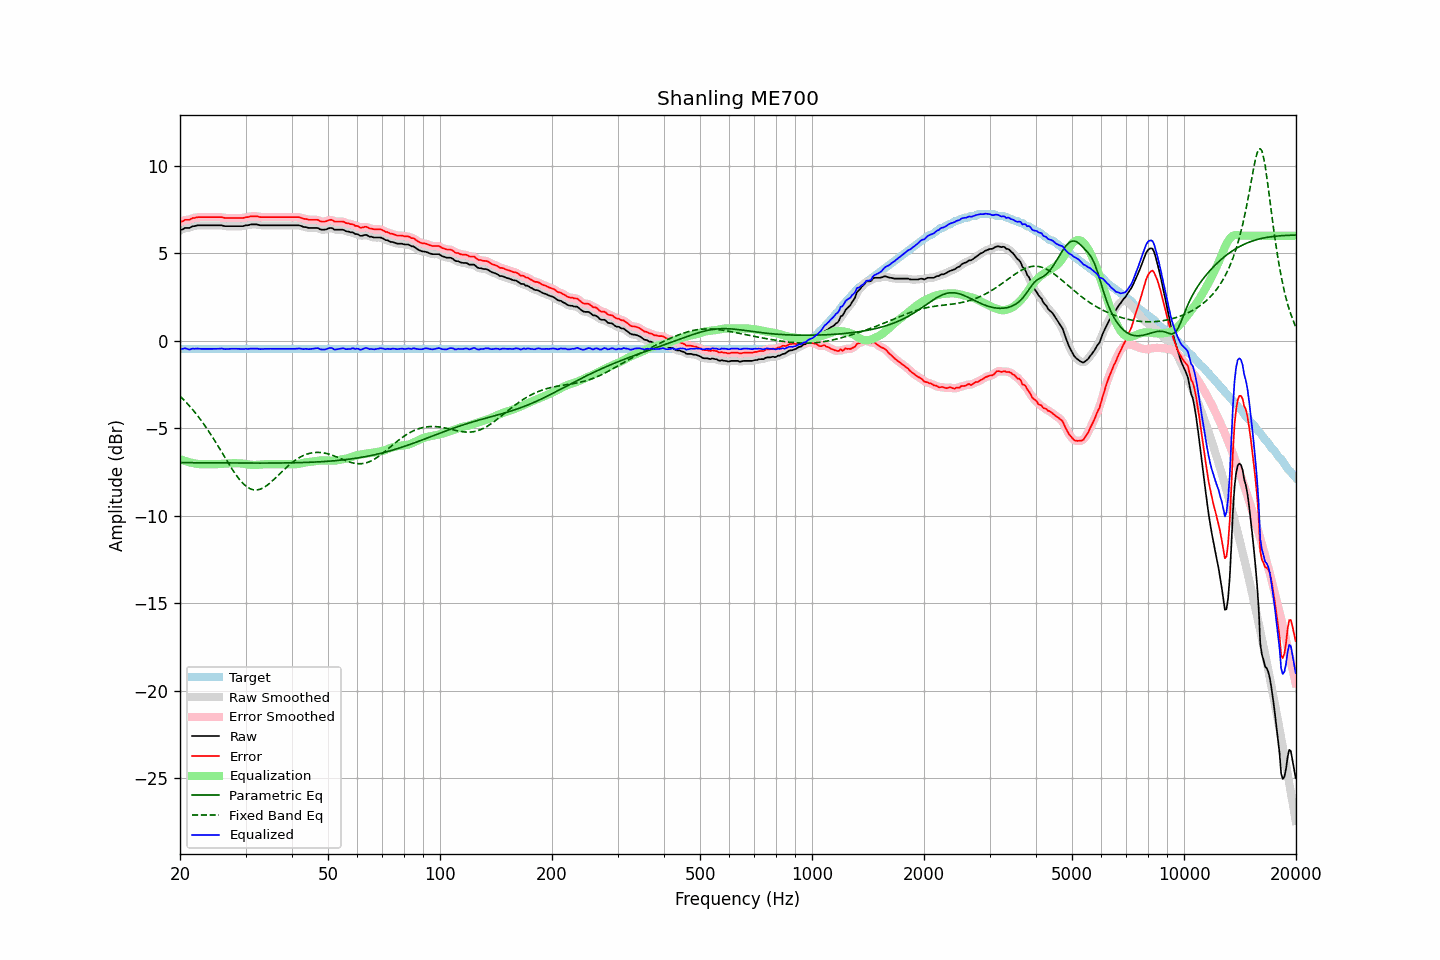 Shanling ME700
10
5
0
−5
−10
−15
−20
−25
Amplitude (dBr)
Target
Raw Smoothed
Error Smoothed
Raw
Error
Equalization
Parametric Eq
Fixed Band Eq
Equalized
20 50 100 200 500 1000 2000 5000 10000 20000
Frequency (Hz)